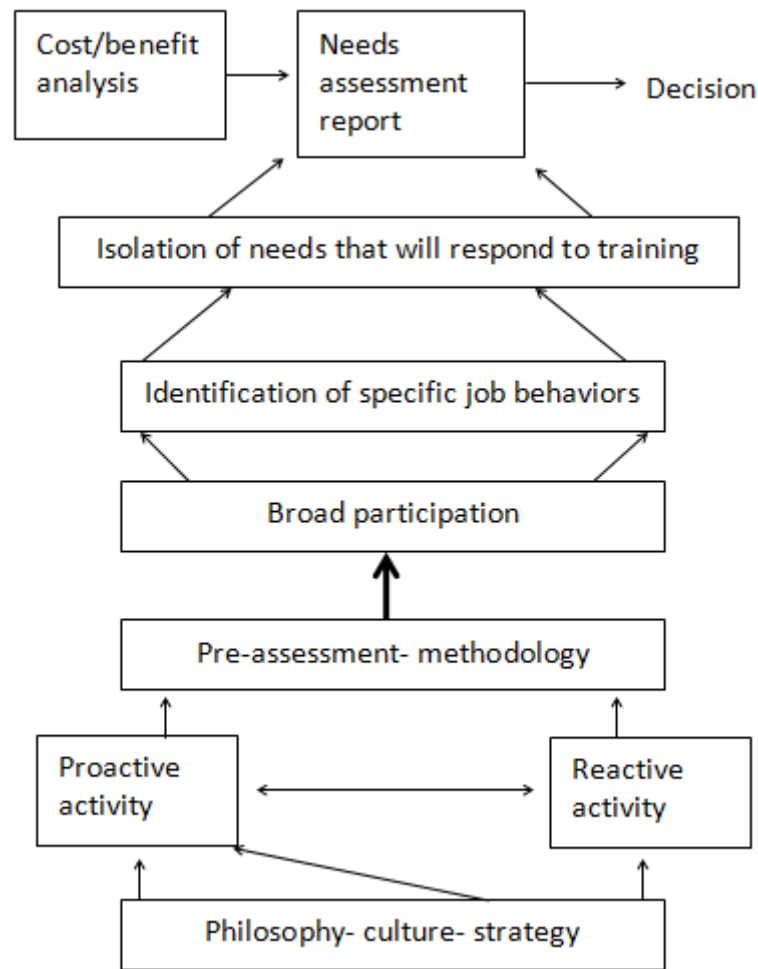 Cost/benefit
analysis
Needs
assessment
report
Decision
Isolation of needs that will respond to training
Identification of specific job behaviors
Broad participation
Pre-assessment- methodology
Proactive
activity
Reactive
activity
Philosophy- culture- strategy